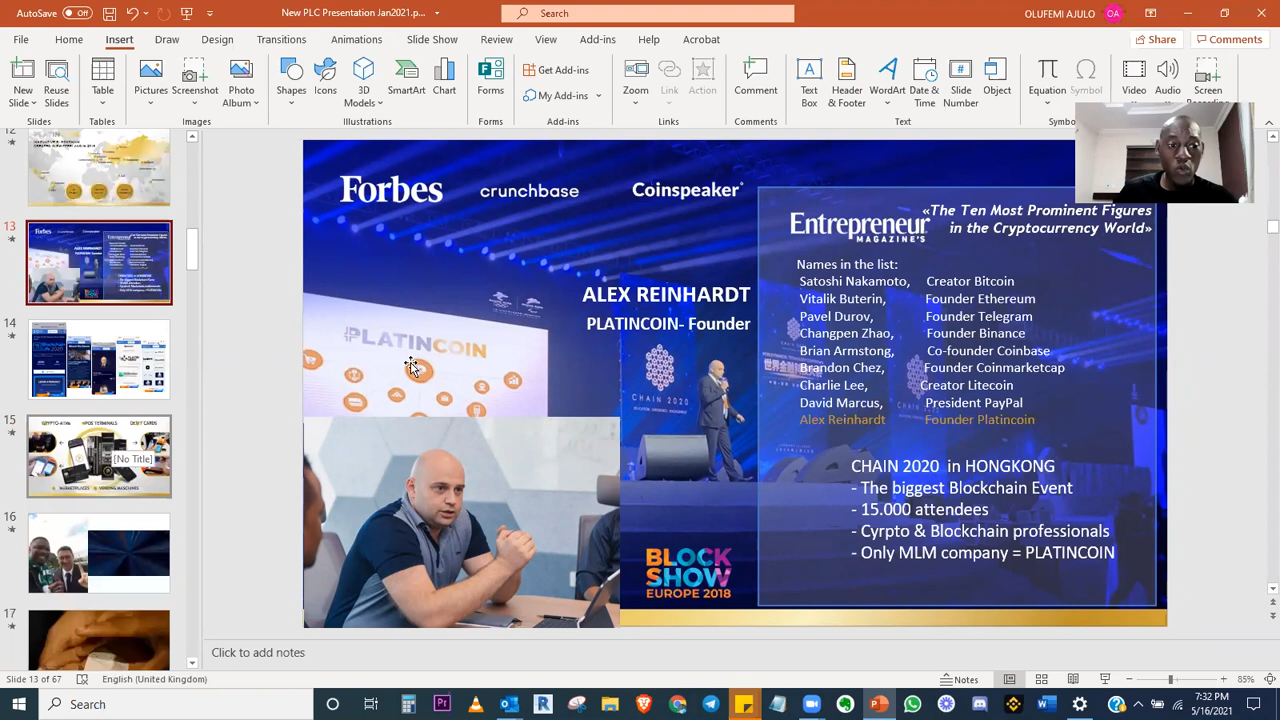 AutoSave Off
New PLC Presentation Jan2021.p...
Search
OLUFEMI AJULO
OA
File Home Insert Draw Design Transitions Animations Slide Show Review View Add-ins Help Acrobat
Share
Comments
New Slide
Reuse Slides
Table
Pictures
Screenshot
Photo Album
Shapes
Icons
3D Models
SmartArt
Chart
Forms
Get Add-ins
My Add-ins
Zoom
Link
Action
Comment
Text Box
Header & Footer
WordArt
Date & Time
Slide Number
Object
Equation
Symbol
Video
Audio
Screen
Slides
Tables
Images
Illustrations
Forms
Add-ins
Links
Comments
Text
12
13
14
15
[No Title]
16
17
Forbes
crunchbase
Coinspeaker
Entrepreneur
MAGAZINE'S
«The Ten Most Prominent Figures
in the Cryptocurrency World»
Names in the list:
Satoshi Nakamoto, Creator Bitcoin
Vitalik Buterin, Founder Ethereum
Pavel Durov, Founder Telegram
Changpen Zhao, Founder Binance
Brian Armstong, Co-founder Coinbase
Brandon Chez, Founder Coinmarketcap
Charlie Lee, Creator Litecoin
David Marcus, President PayPal
Alex Reinhardt Founder Platincoin
ALEX REINHARDT
PLATINCOIN- Founder
PLATINCOIN
CHAIN 2020
CHAIN 2020 in HONGKONG
- The biggest Blockchain Event
- 15.000 attendees
- Cyrpto & Blockchain professionals
- Only MLM company = PLATINCOIN
BLOCK
SHOW
EUROPE 2018
Click to add notes
Slide 13 of 67
English (United Kingdom)
Notes
85%
Search
7:32 PM
5/16/2021